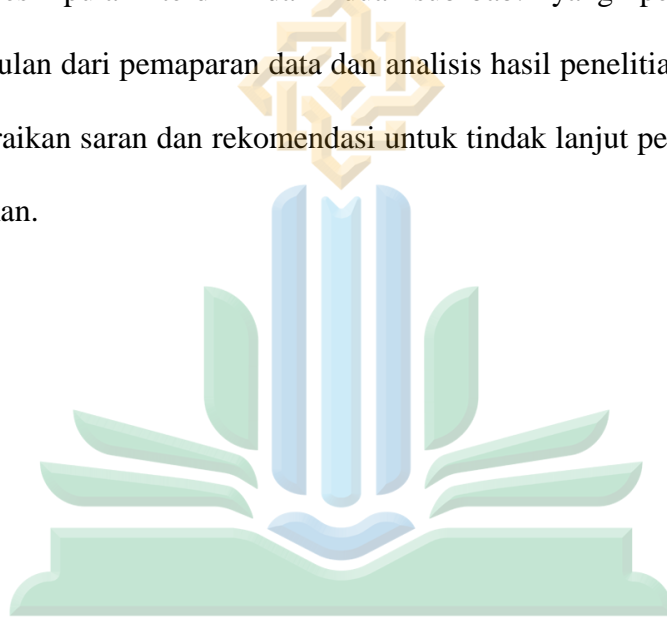 ulan dari pemaparan data dan analisis hasil penelitia
raikan saran dan rekomendasi untuk tindak lanjut pe
an.